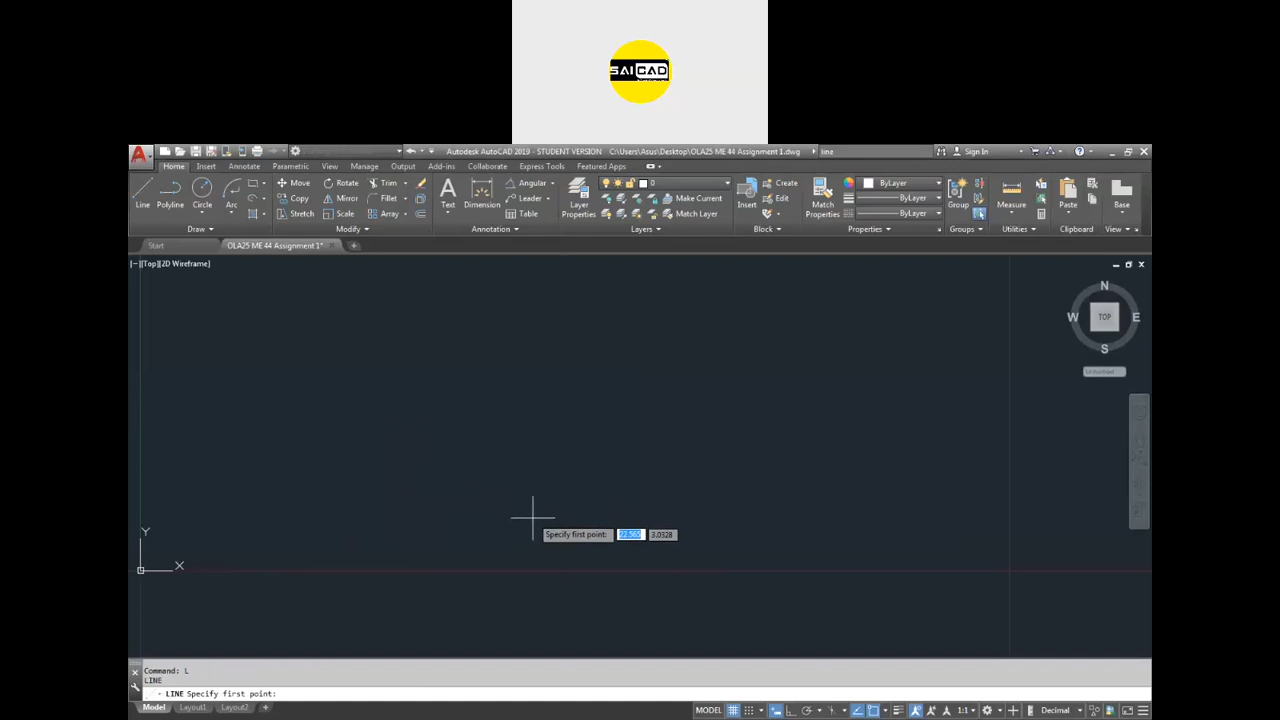 SAICAD
Autodesk AutoCAD 2019 - STUDENT VERSION C:\Users\Asus\Desktop\OLA25 ME 44 Assignment 1.dwg line Sign In
Home Insert Annotate Parametric View Manage Output Add-ins Collaborate Express Tools Featured Apps
Line Polyline Circle Arc Move Rotate Trim Text Dimension Angular Layer Properties 0 Insert Create Match Properties ByLayer Group Measure Paste Base
Copy Mirror Fillet Leader Make Current Edit ByLayer
Stretch Scale Array Table Match Layer ByLayer
Draw Modify Annotation Layers Block Properties Groups Utilities Clipboard View
Start OLA25 ME 44 Assignment 1*
[−][Top][2D Wireframe]
N
W TOP E
S
Unnamed
Specify first point: 22.565 3.0328
Y
X
Command: L
LINE
LINE Specify first point:
Model Layout1 Layout2 + MODEL 1:1 Decimal